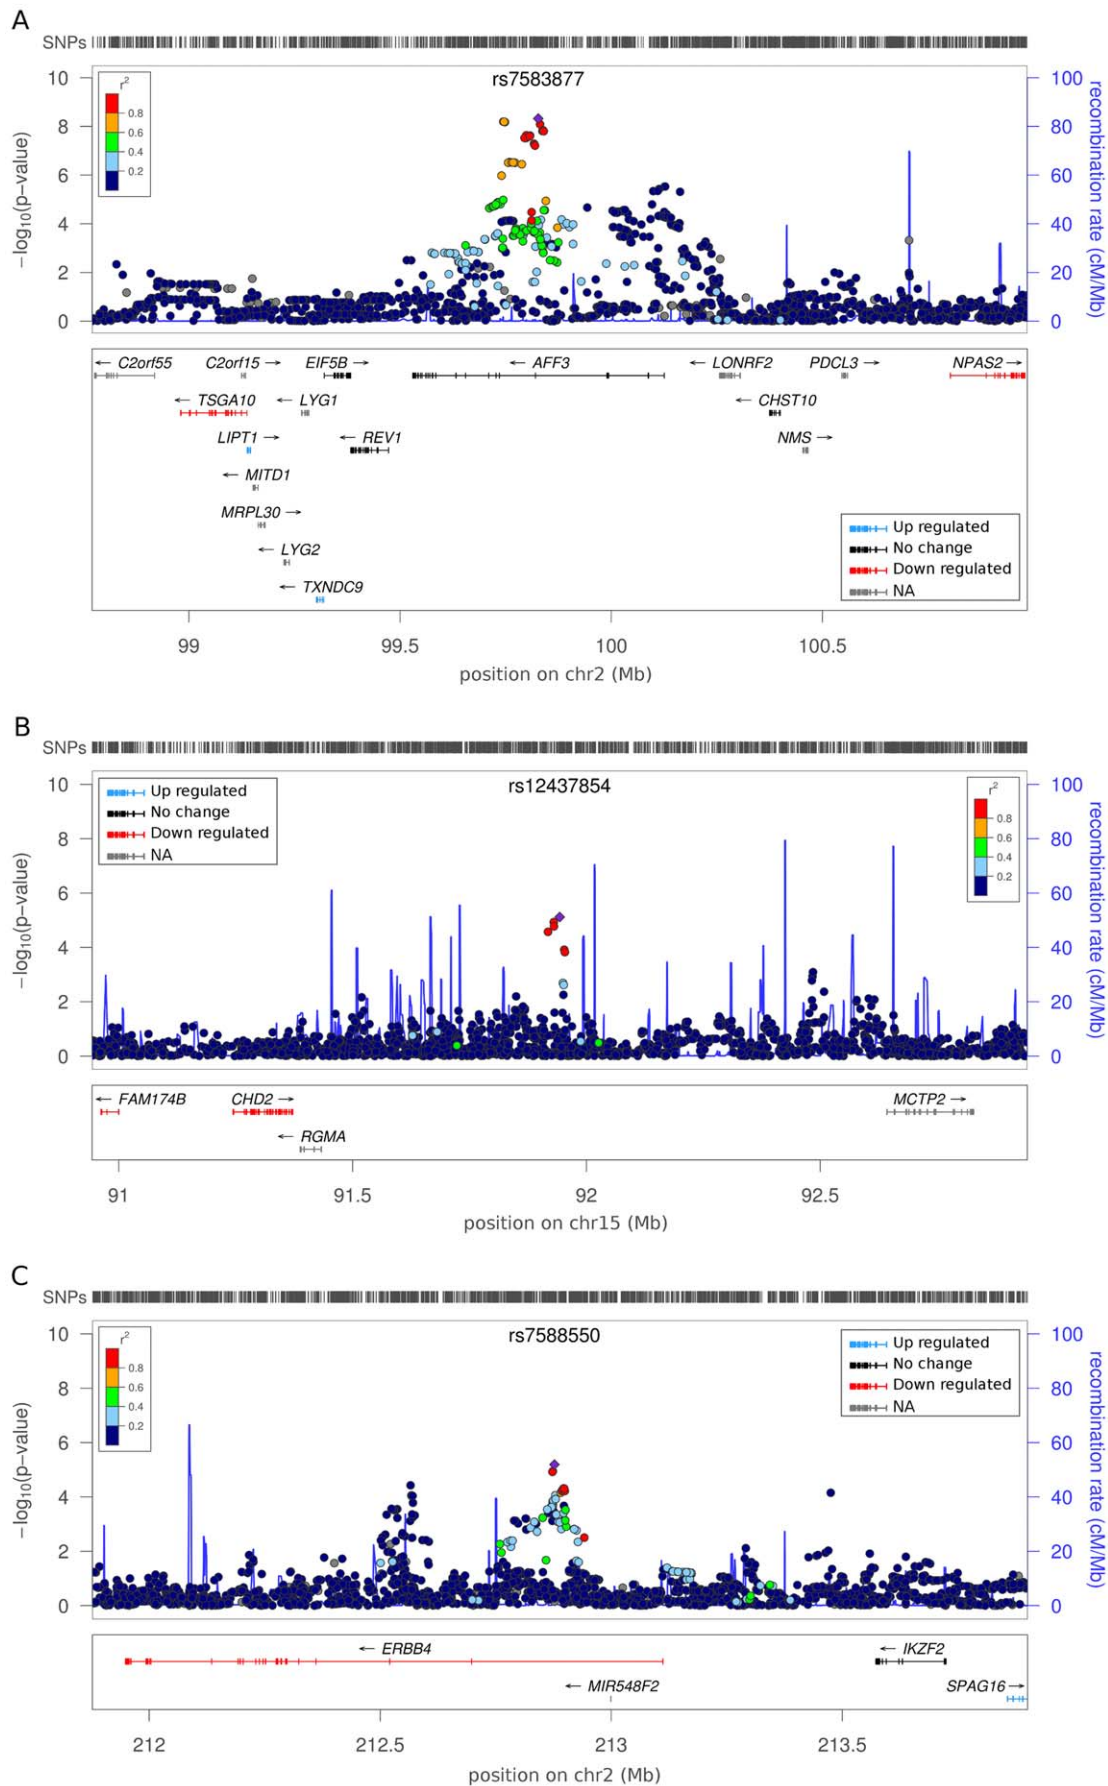 A
SNPs
rs7583877
10
8
6
4
2
0
−log10(p−value)
r2
0.8
0.6
0.4
0.2
100
80
60
40
20
0
recombination rate (cM/Mb)
← C2orf55
C2orf15 →
EIF5B →
← AFF3
← LONRF2
PDCL3 →
NPAS2 →
← TSGA10
← LYG1
← CHST10
LIPT1 →
← REV1
NMS →
← MITD1
MRPL30 →
← LYG2
← TXNDC9
Up regulated
No change
Down regulated
NA
99
99.5
100
100.5
position on chr2 (Mb)
B
SNPs
rs12437854
10
8
6
4
2
0
−log10(p−value)
Up regulated
No change
Down regulated
NA
r2
0.8
0.6
0.4
0.2
100
80
60
40
20
0
recombination rate (cM/Mb)
← FAM174B
CHD2 →
MCTP2 →
← RGMA
91
91.5
92
92.5
position on chr15 (Mb)
C
SNPs
rs7588550
10
8
6
4
2
0
−log10(p−value)
r2
0.8
0.6
0.4
0.2
Up regulated
No change
Down regulated
NA
100
80
60
40
20
0
recombination rate (cM/Mb)
← ERBB4
← IKZF2
← MIR548F2
SPAG16 →
212
212.5
213
213.5
position on chr2 (Mb)